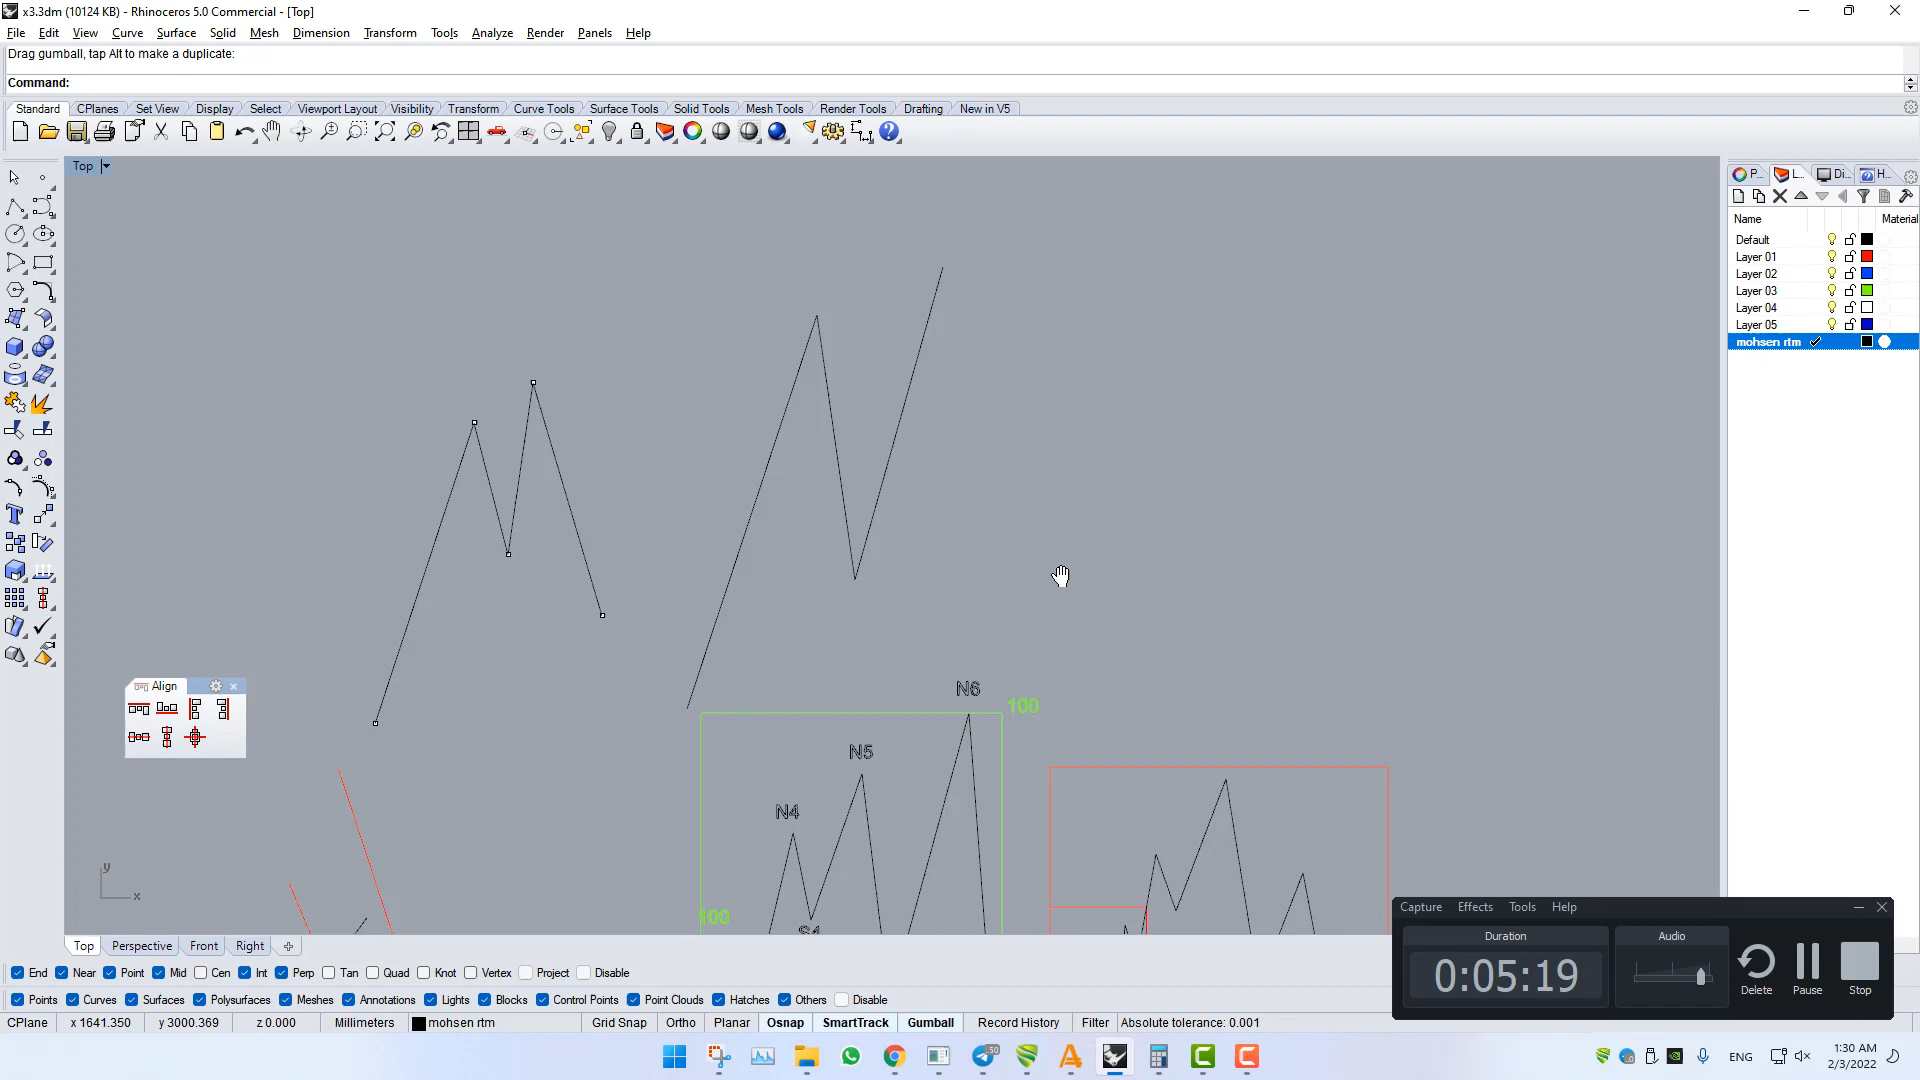 x3.3dm (10124 KB) - Rhinoceros 5.0 Commercial - [Top]
File Edit View Curve Surface Solid Mesh Dimension Transform Tools Analyze Render Panels Help
Drag gumball, tap Alt to make a duplicate:
Command:
Standard CPlanes Set View Display Select Viewport Layout Visibility Transform Curve Tools Surface Tools Solid Tools Mesh Tools Render Tools Drafting New in V5
Top
P... L... Di... H...
Name Material
Default
Layer 01
Layer 02
Layer 03
Layer 04
Layer 05
mohsen rtm
Align
N6
100
N5
N4
100
S4
y
x
Top Perspective Front Right
End Near Point Mid Cen Int Perp Tan Quad Knot Vertex Project Disable
Points Curves Surfaces Polysurfaces Meshes Annotations Lights Blocks Control Points Point Clouds Hatches Others Disable
CPlane x 1641.350 y 3000.369 z 0.000 Millimeters mohsen rtm Grid Snap Ortho Planar Osnap SmartTrack Gumball Record History Filter Absolute tolerance: 0.001
Capture Effects Tools Help
Duration Audio
0:05:19
Delete Pause Stop
ENG
1:30 AM
2/3/2022